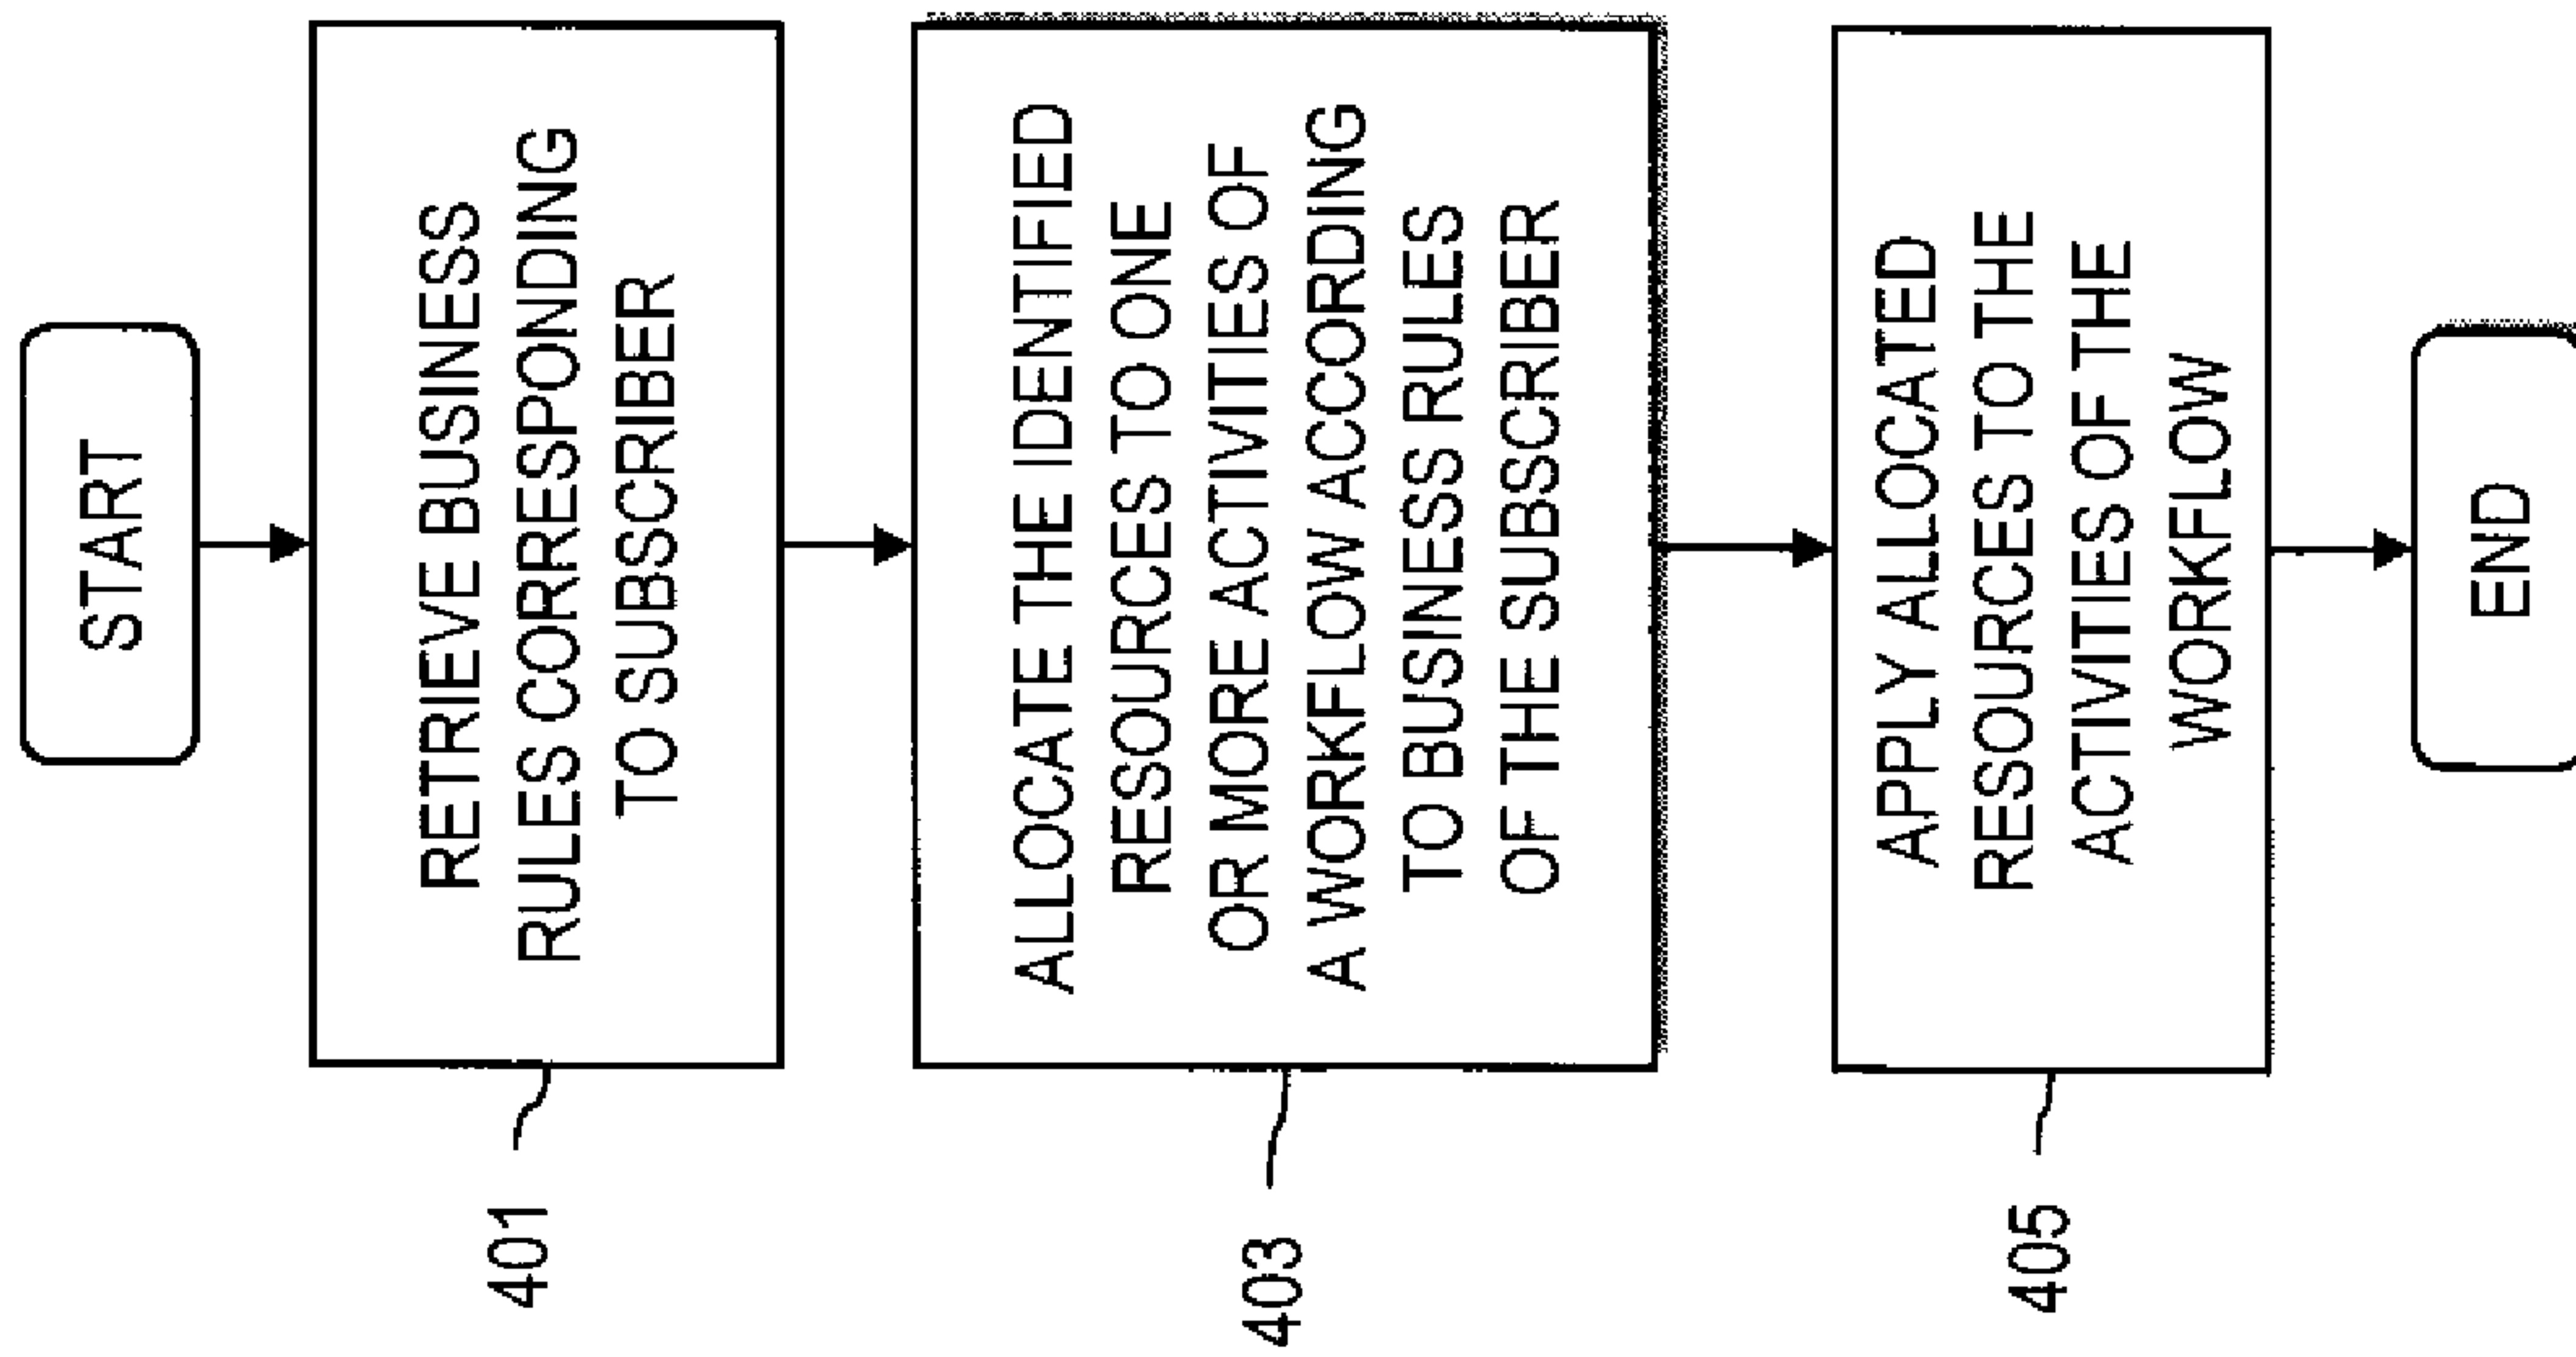 START
401
RETRIEVE BUSINESS
RULES CORRESPONDING
TO SUBSCRIBER
403
ALLOCATE THE IDENTIFIED
RESOURCES TO ONE
OR MORE ACTIVITIES OF
A WORKFLOW ACCORDING
TO BUSINESS RULES
OF THE SUBSCRIBER
405
APPLY ALLOCATED
RESOURCES TO THE
ACTIVITIES OF THE
WORKFLOW
END